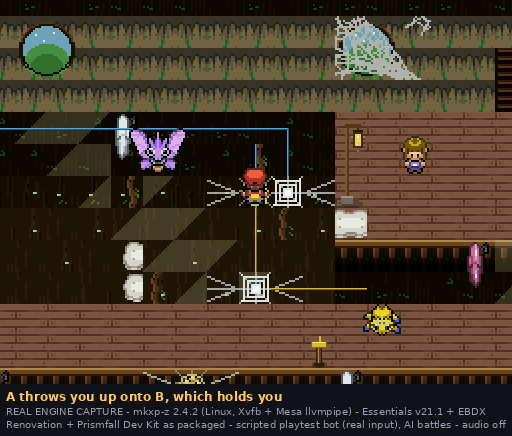 A throws you up onto B, which holds you
REAL ENGINE CAPTURE - mkxp-z 2.4.2 (Linux, Xvfb + Mesa llvmpipe) - Essentials v21.1 + EBDX
Renovation + Prismfall Dev Kit as packaged - scripted playtest bot (real input), AI battles - audio off